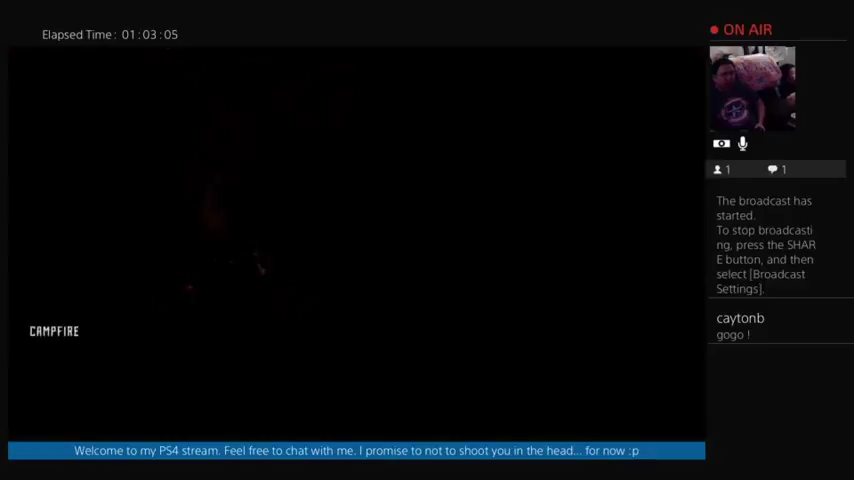 Elapsed Time: 01:03:05
ON AIR
1 1
The broadcast has
started.
To stop broadcasti
ng, press the SHAR
E button, and then
select [Broadcast
Settings].
caytonb
gogo !
CAMPFIRE
Welcome to my PS4 stream. Feel free to chat with me. I promise to not to shoot you in the head... for now :p